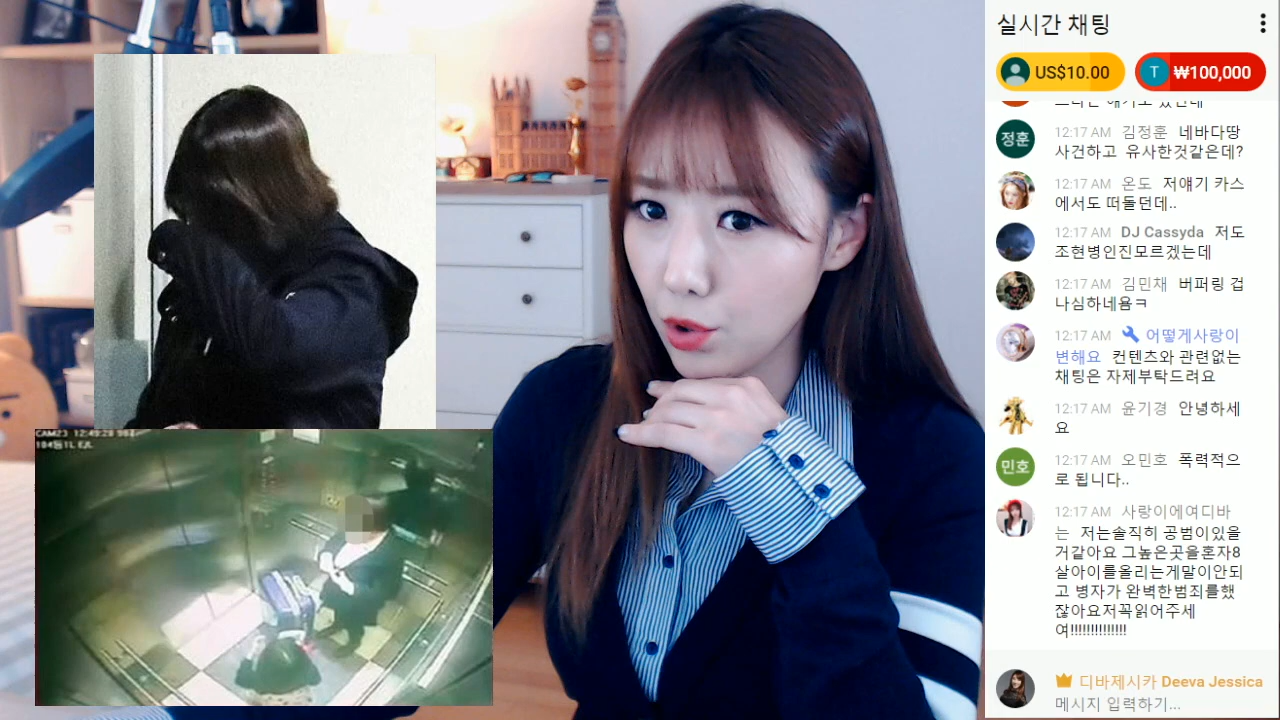 실시간 채팅
US$10.00
T ₩100,000
정훈 12:17 AM 김정훈 네바다땅
사건하고 유사한것같은데?
12:17 AM 온도 저얘기 카스
에서도 떠돌던데..
12:17 AM DJ Cassyda 저도
조현병인진모르겠는데
12:17 AM 김민채 버퍼링 겁
나심하네욤ㅋ
12:17 AM 어떻게사랑이
변해요 컨텐츠와 관련없는
채팅은 자제부탁드려요
12:17 AM 윤기경 안녕하세
요
민호 12:17 AM 오민호 폭력적으
로 됩니다..
12:17 AM 사랑이에여디바
는 저는솔직히 공범이있을
거같아요 그높은곳을혼자8
살아이를올리는게말이안되
고 병자가 완벽한범죄를했
잖아요저꼭읽어주세
여!!!!!!!!!!!!!!
디바제시카 Deeva Jessica
메시지 입력하기...